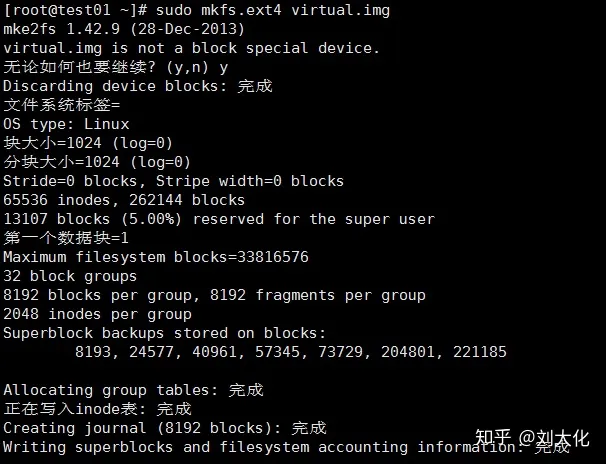 [root@test01 ~]# sudo mkfs.ext4 virtual.img
mke2fs 1.42.9 (28-Dec-2013)
virtual.img is not a block special device.
无论如何也要继续? (y,n) y
Discarding device blocks: 完成
文件系统标签=
OS type: Linux
块大小=1024 (log=0)
分块大小=1024 (log=0)
Stride=0 blocks, Stripe width=0 blocks
65536 inodes, 262144 blocks
13107 blocks (5.00%) reserved for the super user
第一个数据块=1
Maximum filesystem blocks=33816576
32 block groups
8192 blocks per group, 8192 fragments per group
2048 inodes per group
Superblock backups stored on blocks:
8193, 24577, 40961, 57345, 73729, 204801, 221185
Allocating group tables: 完成
正在写入inode表: 完成
Creating journal (8192 blocks): 完成
Writing superblocks and filesystem accounting information: 完成
知乎 @刘大化